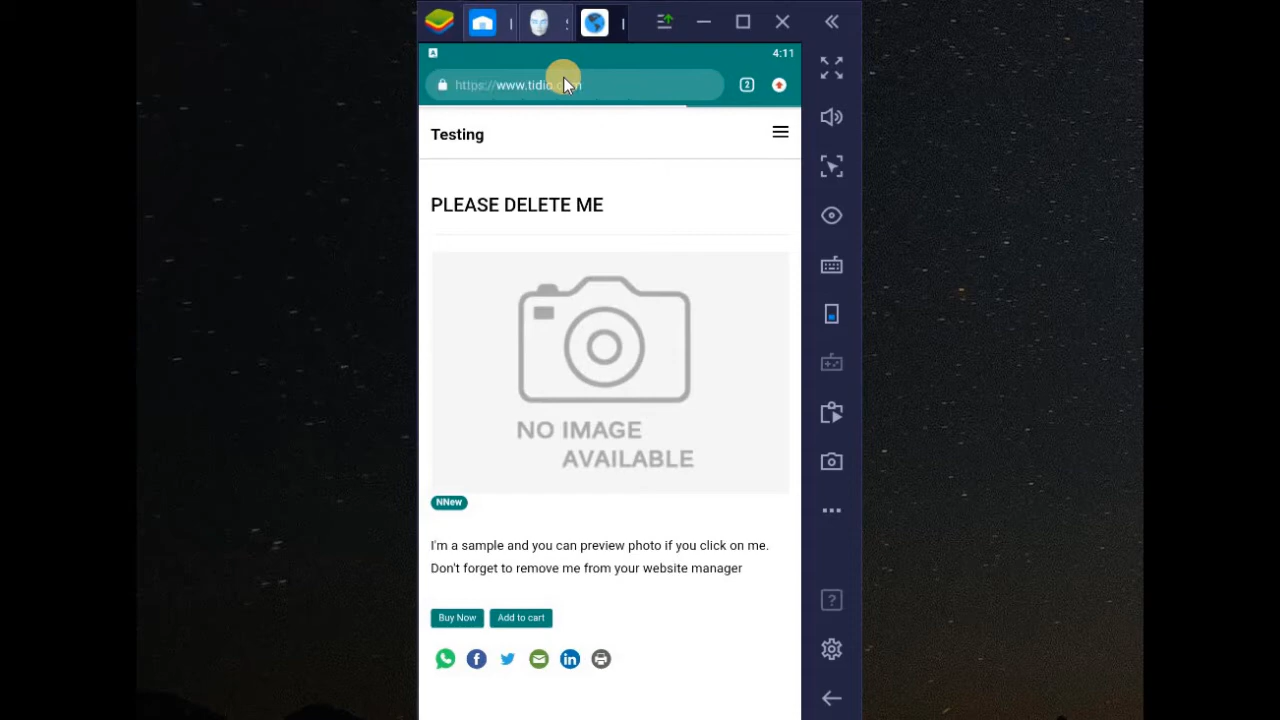 4:11
https://www.tidio.com
2
Testing
PLEASE DELETE ME
NO IMAGE
AVAILABLE
NNew
I'm a sample and you can preview photo if you click on me.
Don't forget to remove me from your website manager
Buy Now
Add to cart